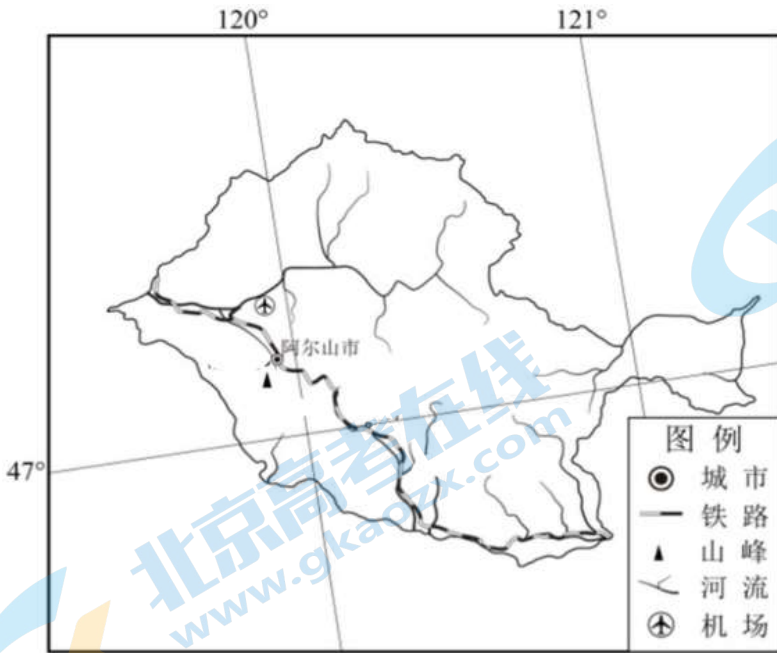 120°
121°
阿尔山市
47°
图 例
城 市
铁 路
山 峰
河 流
机 场
北京高考在线
www.gkaozx.com